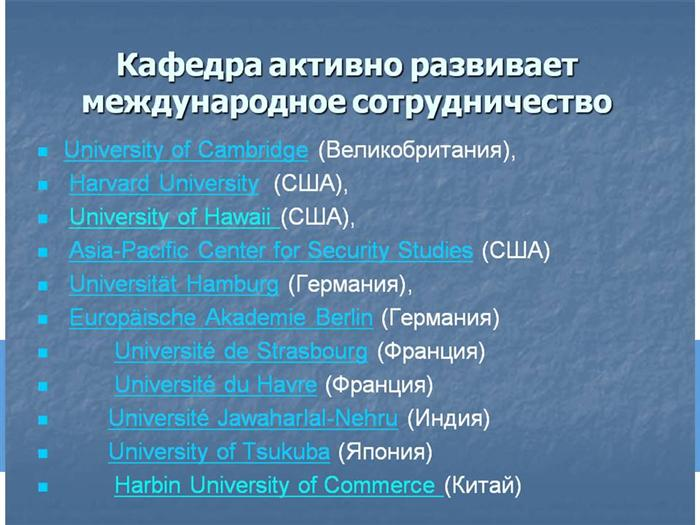 Кафедра активно развивает
международное сотрудничество
University of Cambridge (Великобритания),
Harvard University (США),
University of Hawaii (США),
Asia-Pacific Center for Security Studies (США)
Universität Hamburg (Германия),
Europäische Akademie Berlin (Германия)
Université de Strasbourg (Франция)
Université du Havre (Франция)
Université Jawaharlal-Nehru (Индия)
University of Tsukuba (Япония)
Harbin University of Commerce (Китай)